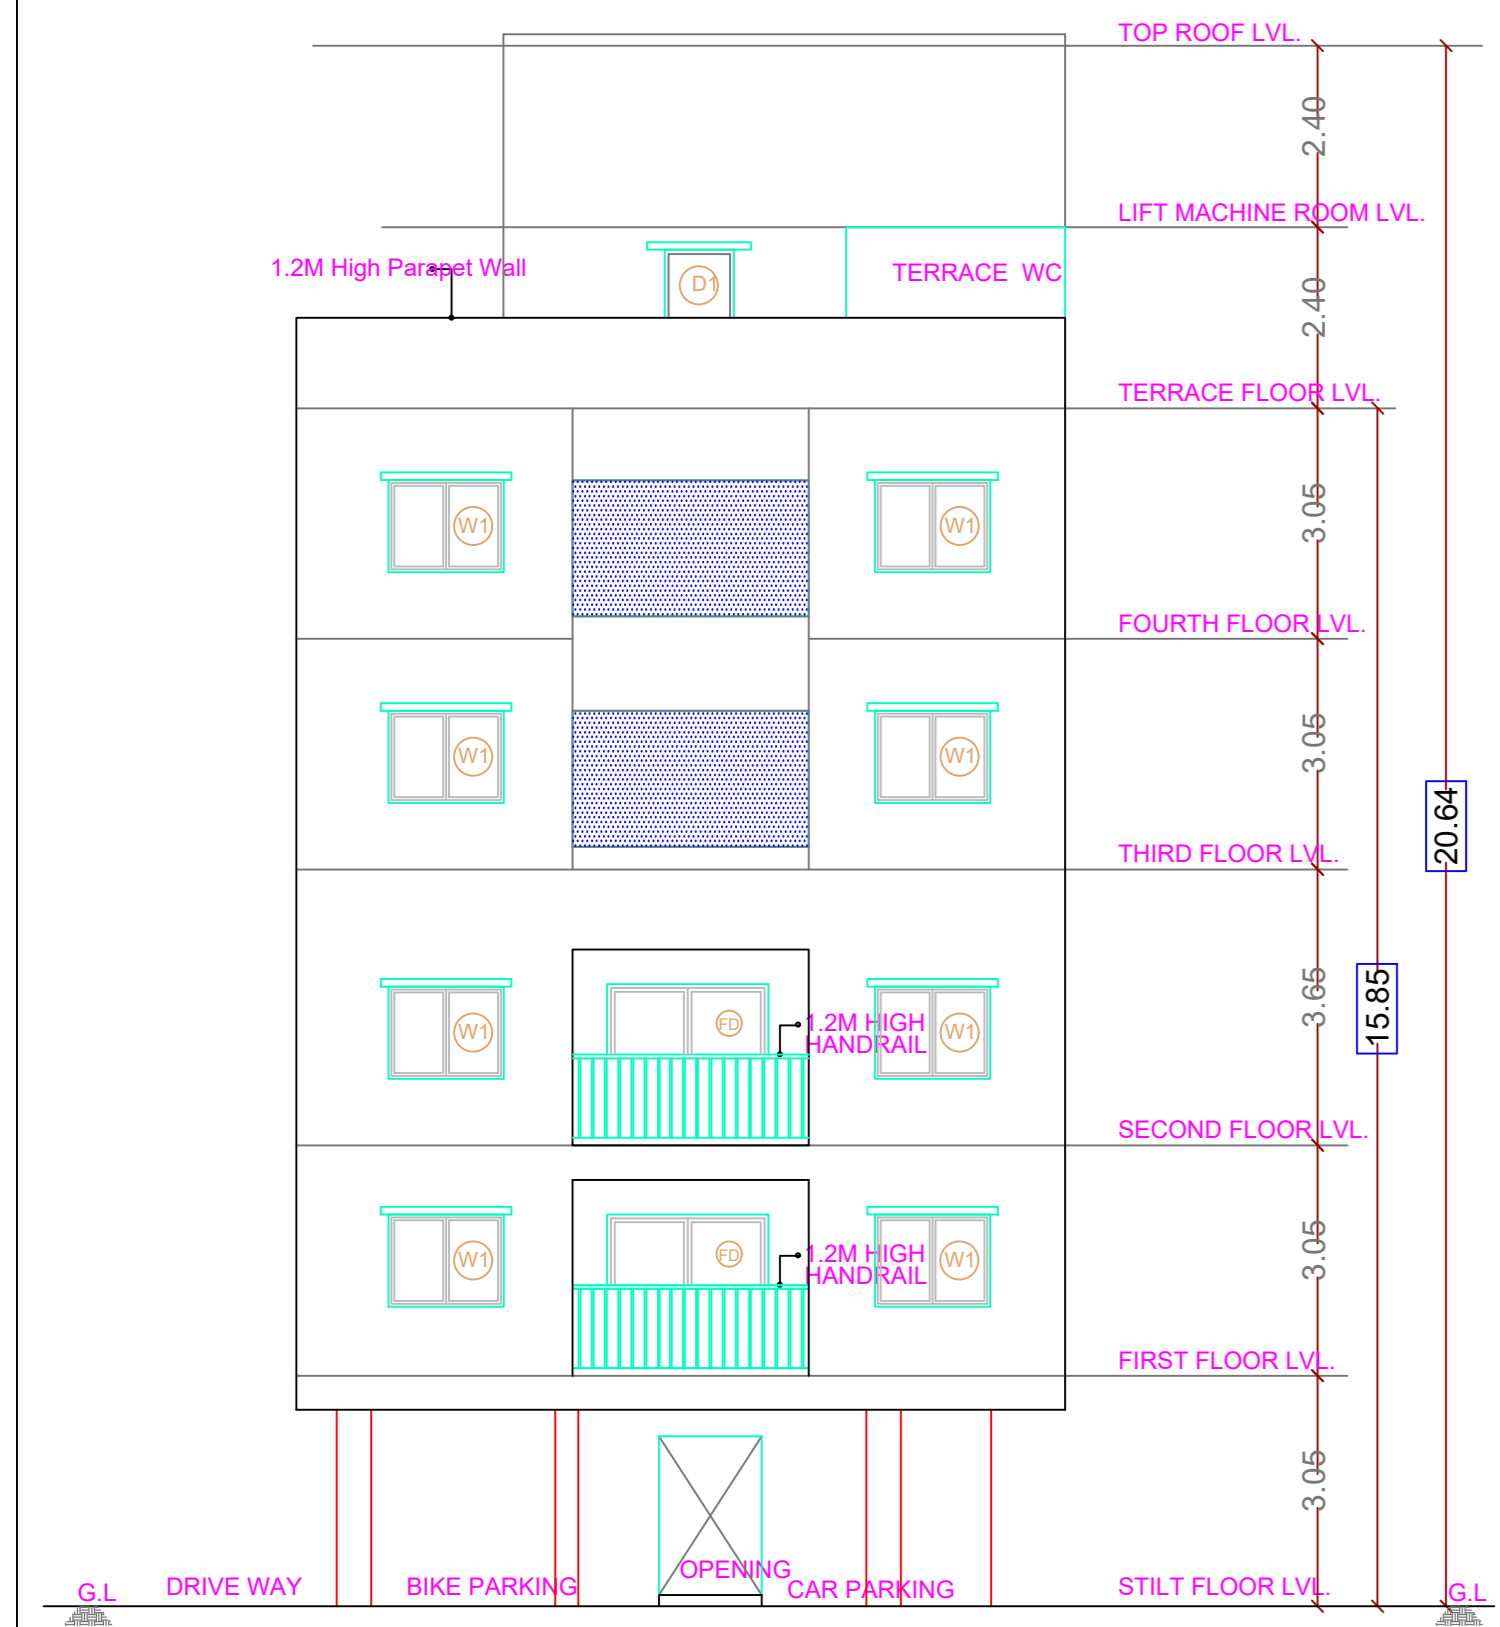 TOP ROOF LVL.
2.40
LIFT MACHINE ROOM LVL.
1.2M High Parapet Wall
D1
TERRACE WC
2.40
TERRACE FLOOR LVL.
W1
W1
3.05
FOURTH FLOOR LVL.
W1
W1
3.05
20.64
THIRD FLOOR LVL.
W1
FD
1.2M HIGH
HANDRAIL
W1
3.65
15.85
SECOND FLOOR LVL.
W1
FD
1.2M HIGH
HANDRAIL
W1
3.05
FIRST FLOOR LVL.
3.05
G.L
DRIVE WAY
BIKE PARKING
OPENING
CAR PARKING
STILT FLOOR LVL.
G.L